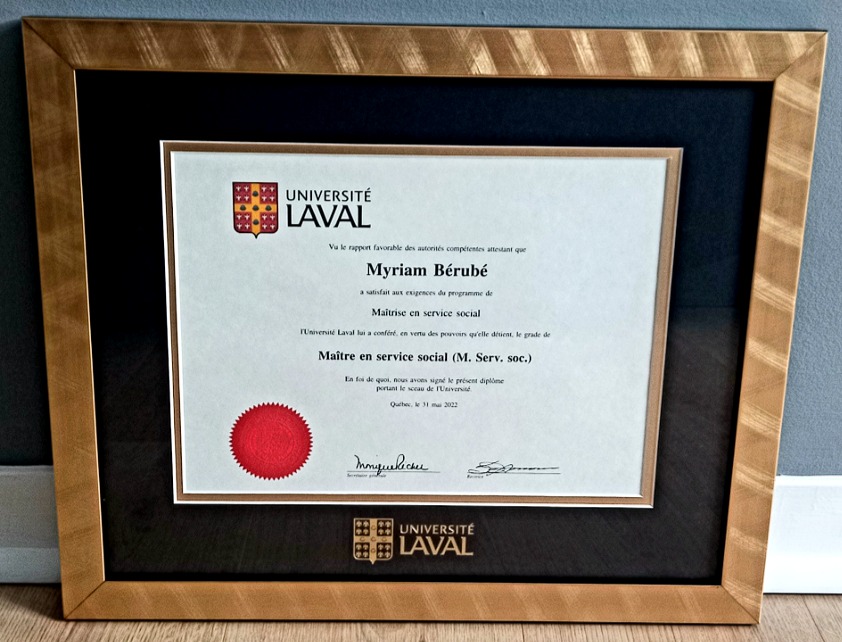 UNIVERSITÉ
LAVAL
Vu le rapport favorable des autorités compétentes attestant que
Myriam Bérubé
a satisfait aux exigences du programme de
Maîtrise en service social
l'Université Laval lui a conféré, en vertu des pouvoirs qu'elle détient, le grade de
Maître en service social (M. Serv. soc.)
En foi de quoi, nous avons signé le présent diplôme
portant le sceau de l'Université.
Québec, le 31 mai 2022
Secrétaire générale
UNIVERSITÉ
LAVAL